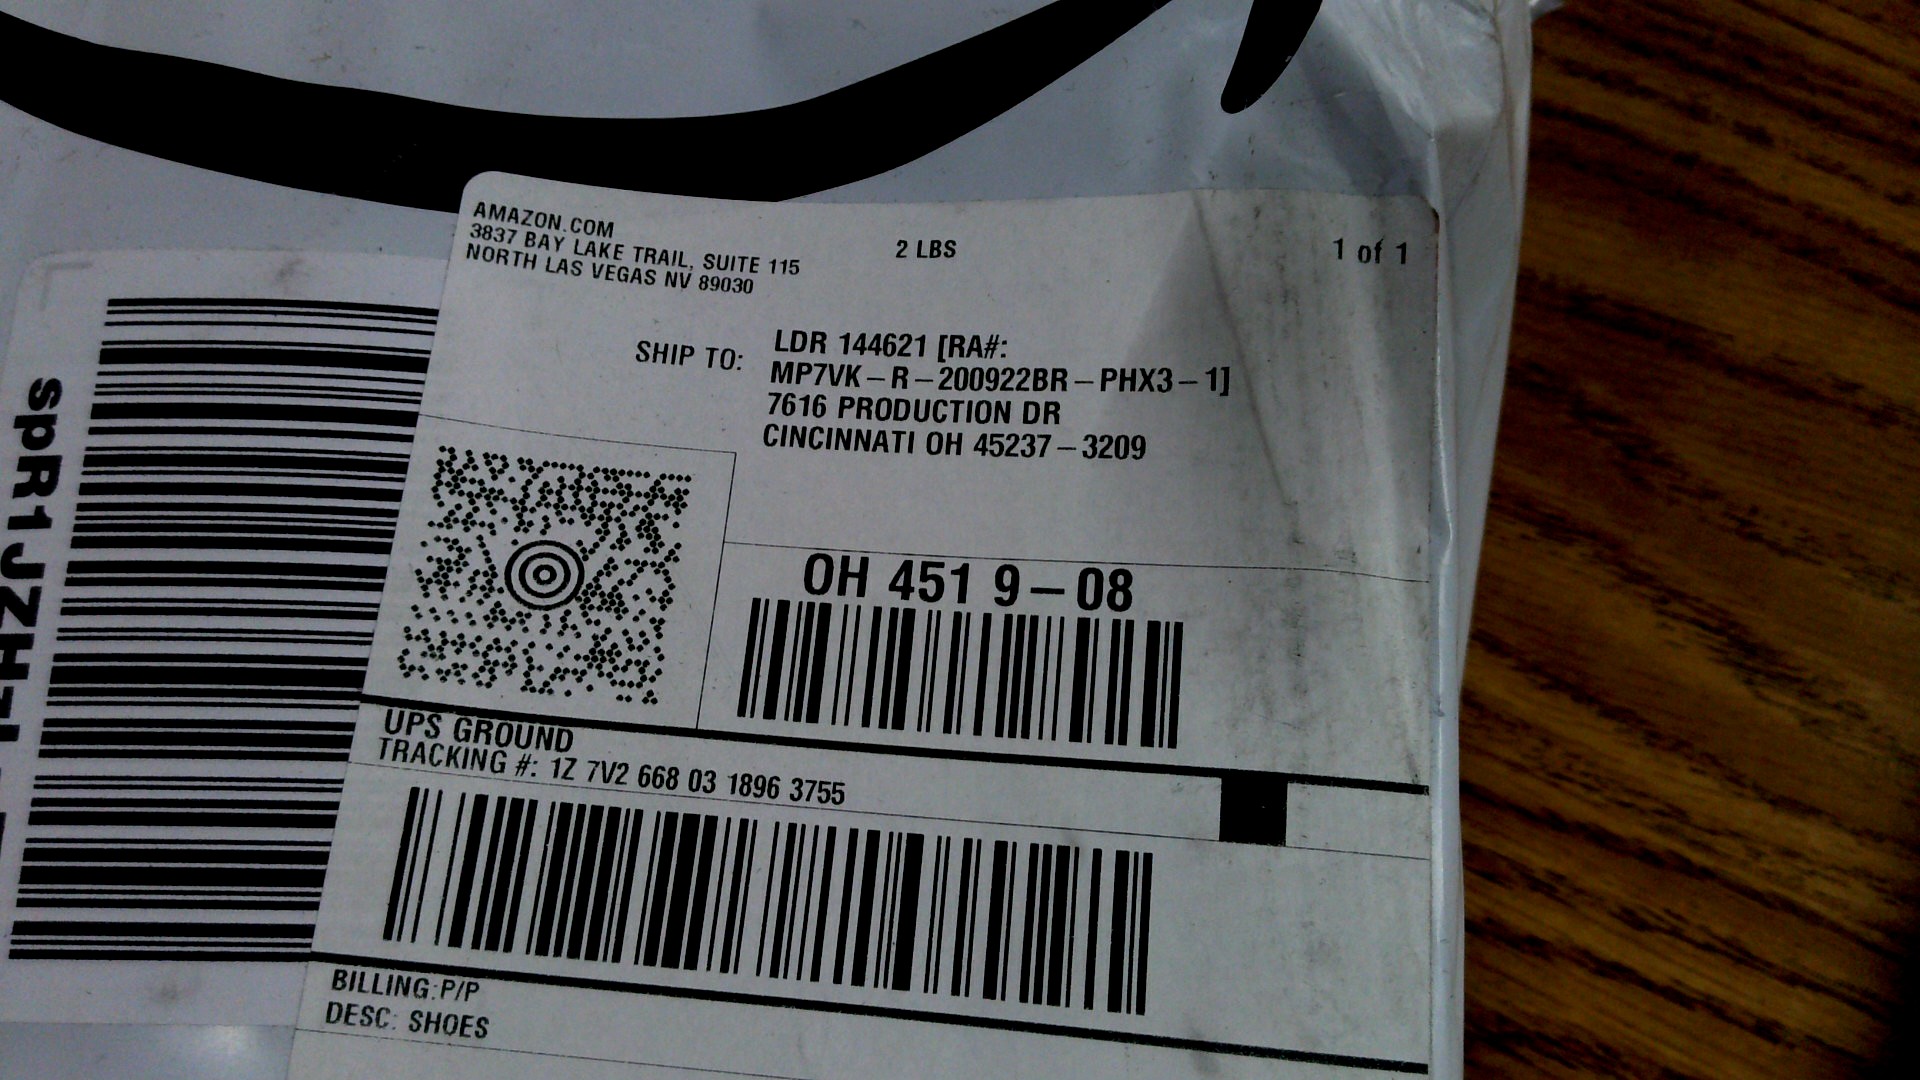 AMAZON.COM
3837 BAY LAKE TRAIL, SUITE 115
NORTH LAS VEGAS NV 89030
2 LBS
1 of 1
SHIP TO:
LDR 144621 [RA#:
MP7VK-R-200922BR-PHX3-1]
7616 PRODUCTION DR
CINCINNATI OH 45237-3209
OH 451 9-08
UPS GROUND
TRACKING #: 1Z 7V2 668 03 1896 3755
BILLING:P/P
DESC: SHOES